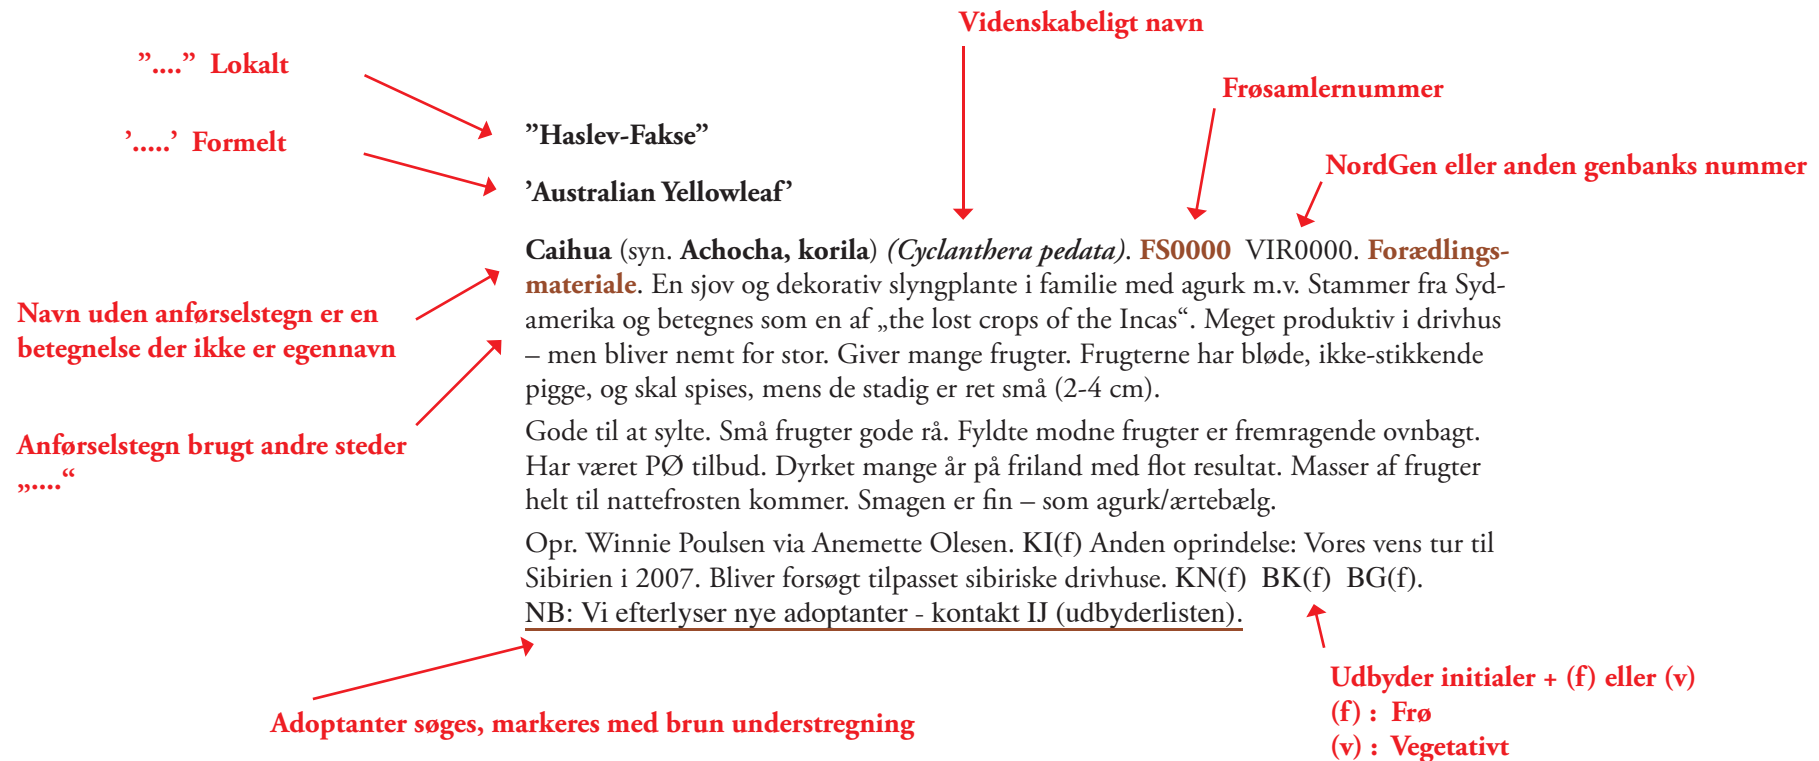 Videnskabeligt navn
”....” Lokalt
Frøsamlernummer
’.....’ Formelt
”Haslev-Fakse”
NordGen eller anden genbanks nummer
’Australian Yellowleaf’
Caihua (syn. Achocha, korila) (Cyclanthera pedata). FS0000 VIR0000. Forædlings-
materiale. En sjov og dekorativ slyngplante i familie med agurk m.v. Stammer fra Syd-
amerika og betegnes som en af „the lost crops of the Incas“. Meget produktiv i drivhus
– men bliver nemt for stor. Giver mange frugter. Frugterne har bløde, ikke-stikkende
pigge, og skal spises, mens de stadig er ret små (2-4 cm).
Navn uden anførselstegn er en
betegnelse der ikke er egennavn
Anførselstegn brugt andre steder
„....“
Gode til at sylte. Små frugter gode rå. Fyldte modne frugter er fremragende ovnbagt.
Har været PØ tilbud. Dyrket mange år på friland med flot resultat. Masser af frugter
helt til nattefrosten kommer. Smagen er fin – som agurk/ærtebælg.
Opr. Winnie Poulsen via Anemette Olesen. KI(f) Anden oprindelse: Vores vens tur til
Sibirien i 2007. Bliver forsøgt tilpasset sibiriske drivhuse. KN(f) BK(f) BG(f).
NB: Vi efterlyser nye adoptanter - kontakt IJ (udbyderlisten).
Adoptanter søges, markeres med brun understregning
Udbyder initialer + (f) eller (v)
(f) : Frø
(v) : Vegetativt